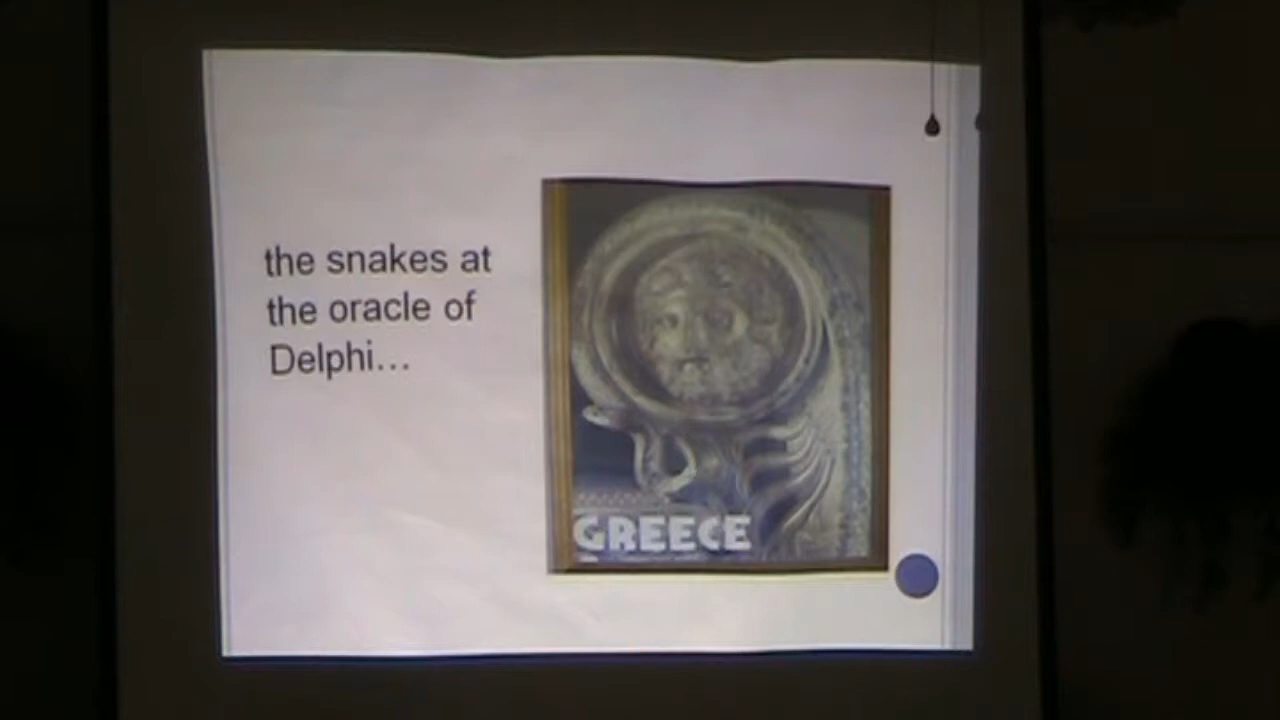 the snakes at
the oracle of
Delphi...
GREECE